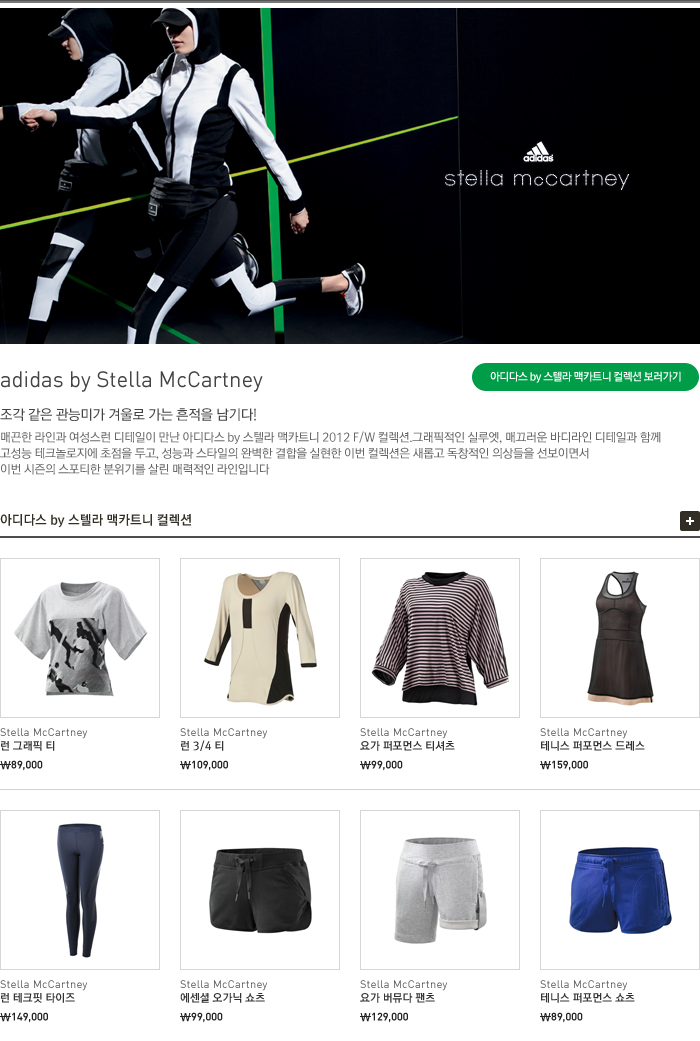 adidas
stella mccartney
adidas by Stella McCartney
아디다스 by 스텔라 맥카트니 컬렉션 보러가기
조각 같은 관능미가 겨울로 가는 흔적을 남기다!
매끈한 라인과 여성스런 디테일이 만난 아디다스 by 스텔라 맥카트니 2012 F/W 컬렉션.그래픽적인 실루엣, 매끄러운 바디라인 디테일과 함께
고성능 테크놀로지에 초점을 두고, 성능과 스타일의 완벽한 결합을 실현한 이번 컬렉션은 새롭고 독창적인 의상들을 선보이면서
이번 시즌의 스포티한 분위기를 살린 매력적인 라인입니다
아디다스 by 스텔라 맥카트니 컬렉션
Stella McCartney
런 그래픽 티
₩89,000
Stella McCartney
런 3/4 티
₩109,000
Stella McCartney
요가 퍼포먼스 티셔츠
₩99,000
Stella McCartney
테니스 퍼포먼스 드레스
₩159,000
Stella McCartney
런 테크핏 타이즈
₩149,000
Stella McCartney
에센셜 오가닉 쇼츠
₩99,000
Stella McCartney
요가 버뮤다 팬츠
₩129,000
Stella McCartney
테니스 퍼포먼스 쇼츠
₩89,000